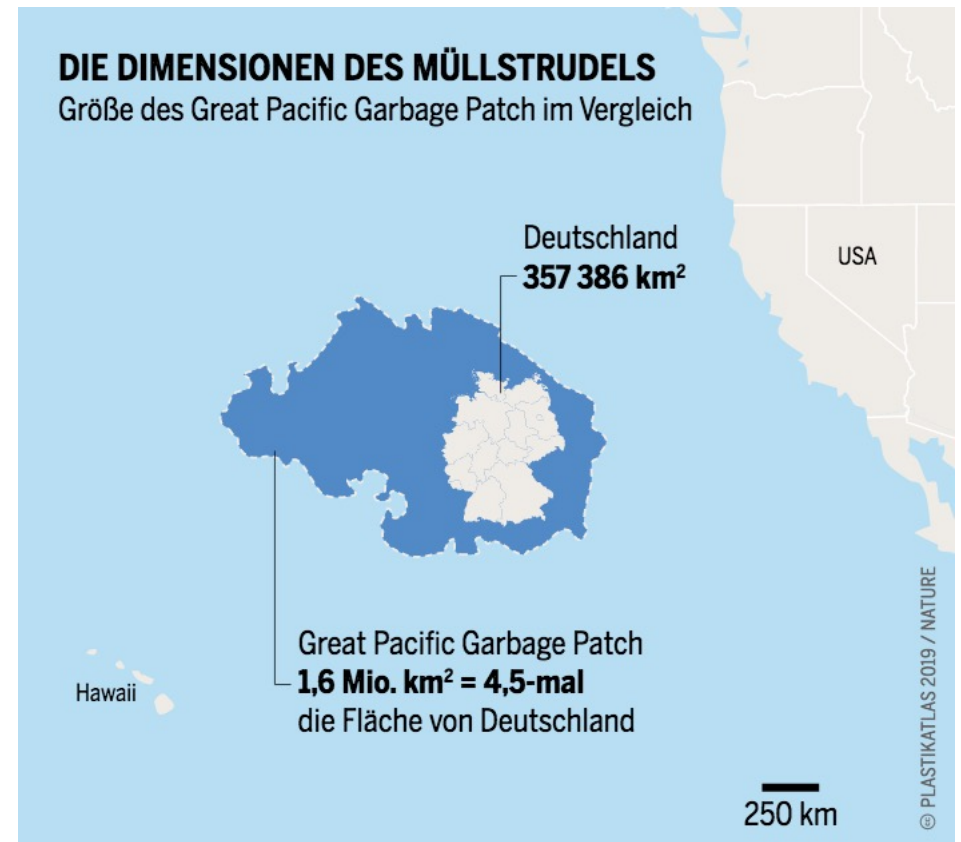 DIE DIMENSIONEN DES MÜLLSTRUDELS
Größe des Great Pacific Garbage Patch im Vergleich
Deutschland
357 386 km²
USA
Great Pacific Garbage Patch
1,6 Mio. km² = 4,5-mal
die Fläche von Deutschland
Hawaii
250 km
🅭 PLASTIKATLAS 2019 / NATURE